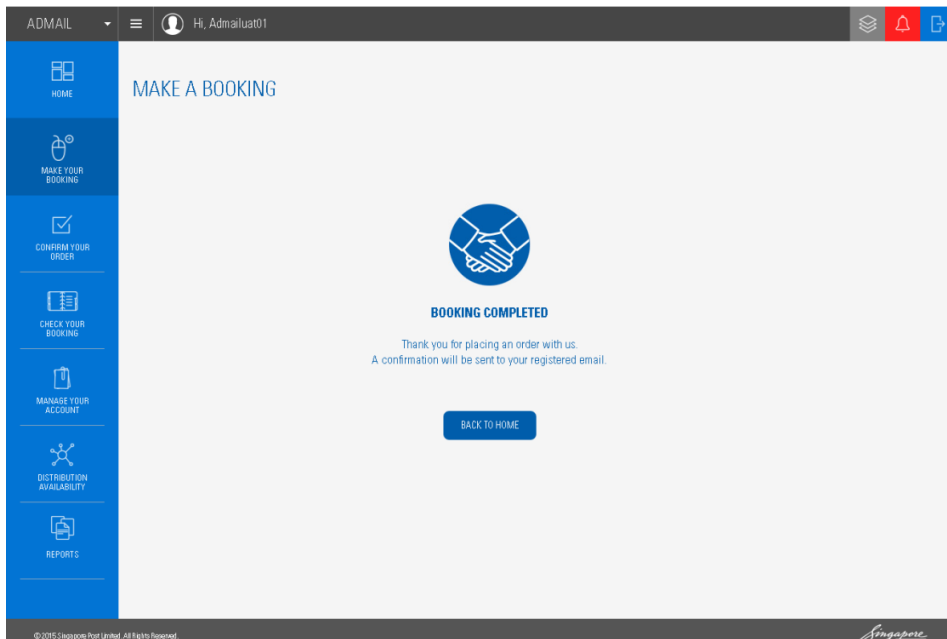 ADMAIL
Hi, Admailuat01
HOME
MAKE YOUR
BOOKING
CONFIRM YOUR
ORDER
CHECK YOUR
BOOKING
MANAGE YOUR
ACCOUNT
DISTRIBUTION
AVAILABILITY
REPORTS
MAKE A BOOKING
BOOKING COMPLETED
Thank you for placing an order with us.
A confirmation will be sent to your registered email.
BACK TO HOME
© 2015 Singapore Post Limited. All Rights Reserved.
Singapore